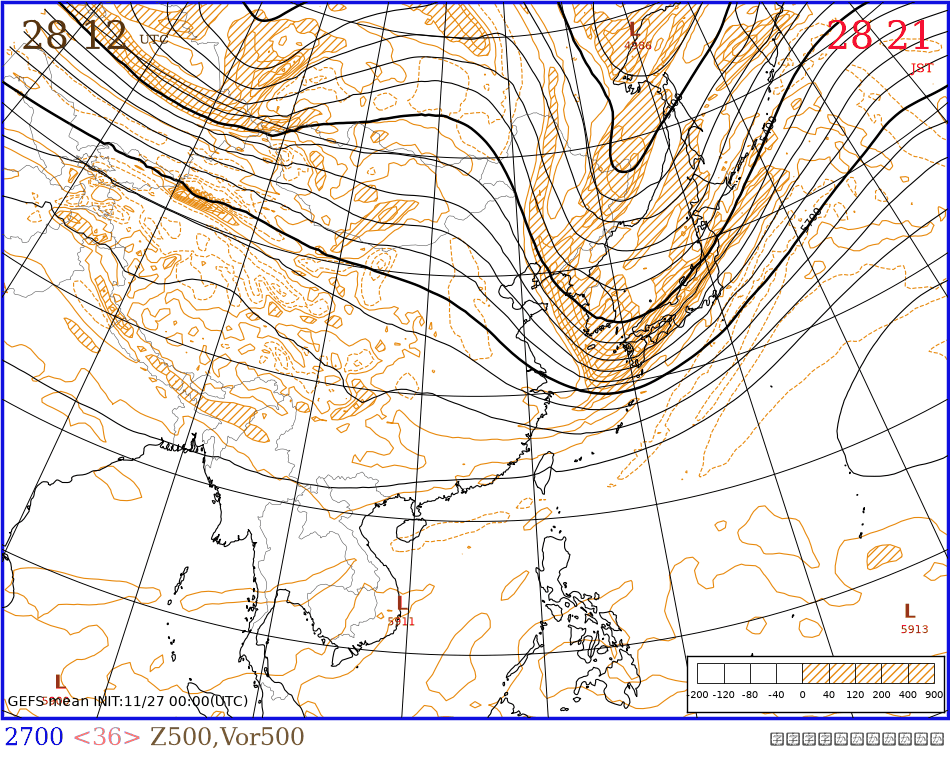 28 12 UTC
28 21
JST
L
4986
5700
L
5911
L
5913
L
GEFS mean INIT:11/27 00:00(UTC)
-200 -120 -80 -40 0 40 120 200 400 900
2700 <36> Z500,Vor500